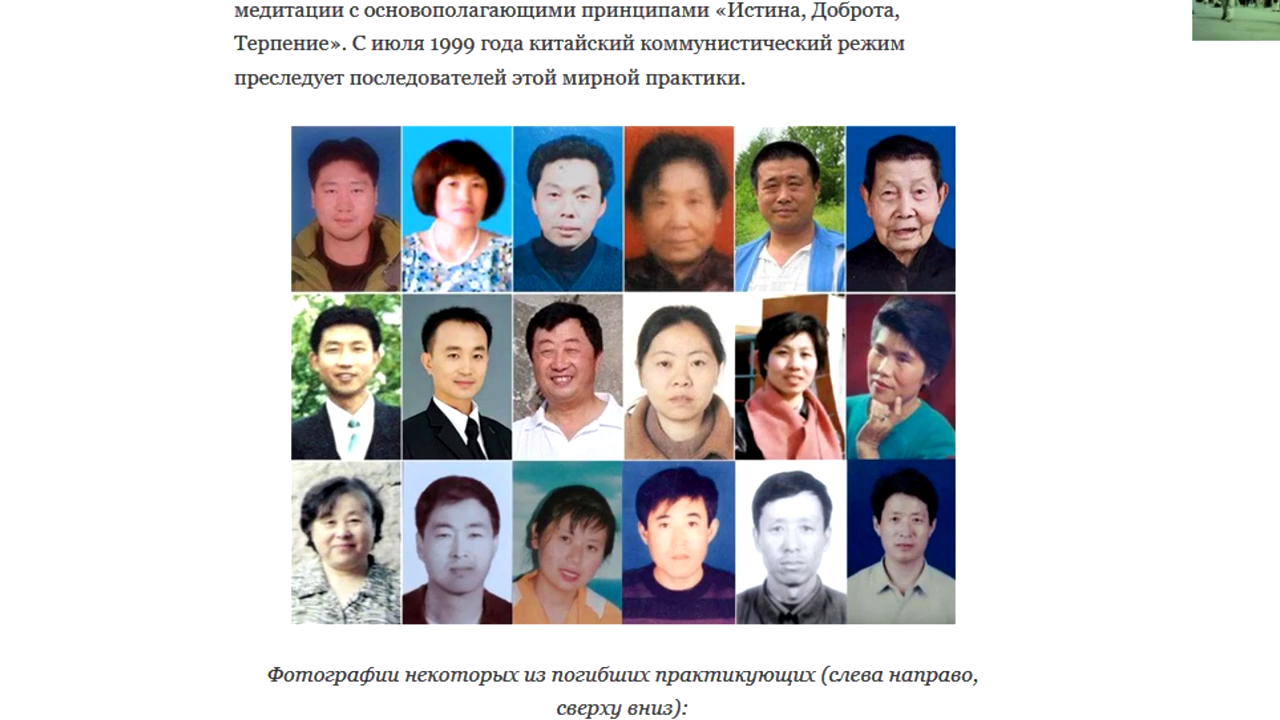 медитации с основополагающими принципами «Истина, Доброта,
Терпение». С июля 1999 года китайский коммунистический режим
преследует последователей этой мирной практики.
Фотографии некоторых из погибших практикующих (слева направо,
сверху вниз):